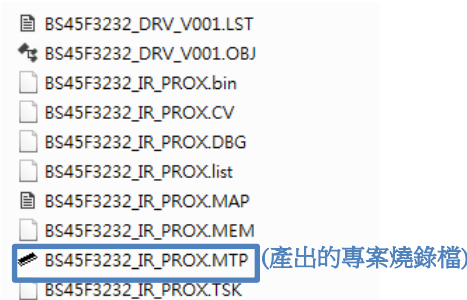 BS45F3232_DRV_V001.LST
BS45F3232_DRV_V001.OBJ
BS45F3232_IR_PROX.bin
BS45F3232_IR_PROX.CV
BS45F3232_IR_PROX.DBG
BS45F3232_IR_PROX.list
BS45F3232_IR_PROX.MAP
BS45F3232_IR_PROX.MEM
BS45F3232_IR_PROX.MTP (產出的專案燒錄檔)
BS45F3232_IR_PROX.TSK